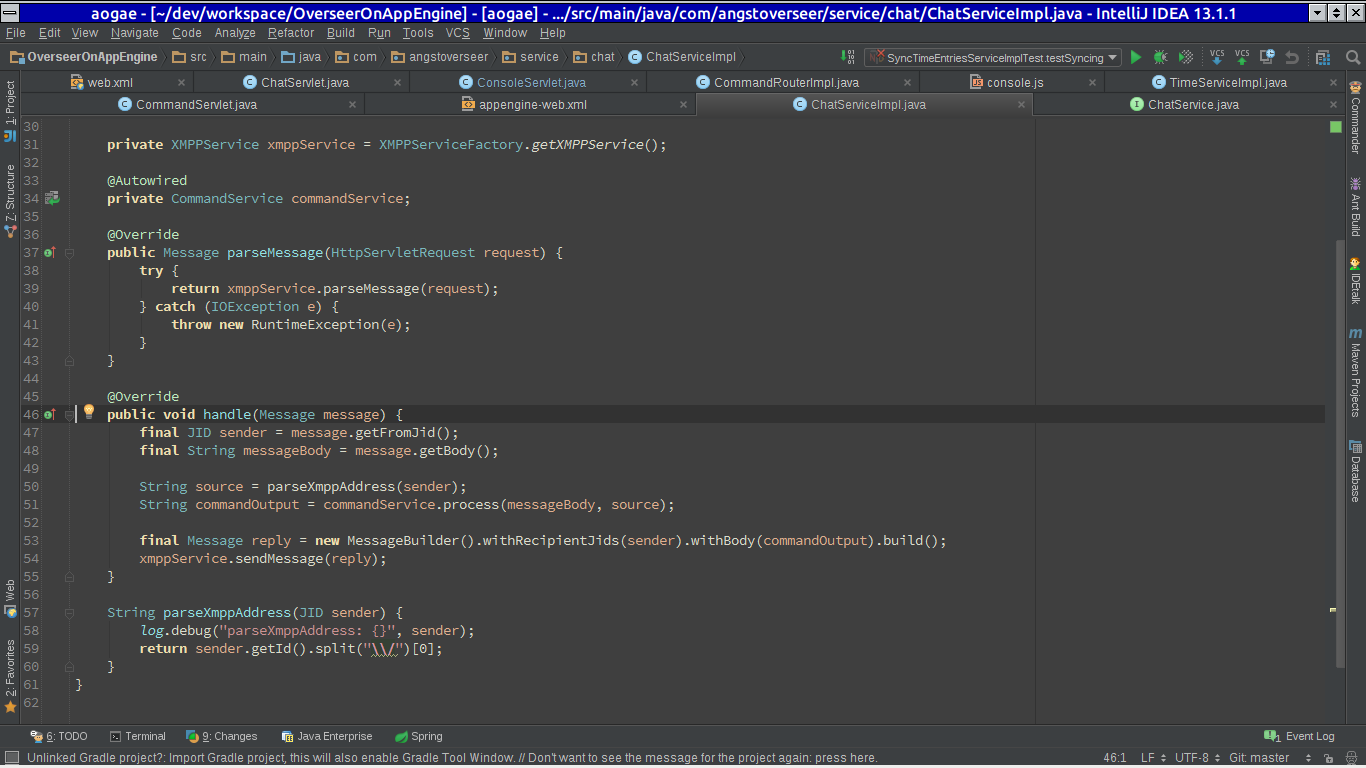 aogae - [~/dev/workspace/OverseerOnAppEngine] - [aogae] - .../src/main/java/com/angstoverseer/service/chat/ChatServiceImpl.java - IntelliJ IDEA 13.1.1
File Edit View Navigate Code Analyze Refactor Build Run Tools VCS Window Help
OverseerOnAppEngine src main java com angstoverseer service chat ChatServiceImpl SyncTimeEntriesServiceImplTest.testSyncing VCS VCS
web.xml ChatServlet.java ConsoleServlet.java CommandRouterImpl.java console.js TimeServiceImpl.java
CommandServlet.java appengine-web.xml ChatServiceImpl.java ChatService.java
1: Project
Z: Structure
Web
2: Favorites
30
31 private XMPPService xmppService = XMPPServiceFactory.getXMPPService();
32
33 @Autowired
34 private CommandService commandService;
35
36 @Override
37 public Message parseMessage(HttpServletRequest request) {
38 try {
39 return xmppService.parseMessage(request);
40 } catch (IOException e) {
41 throw new RuntimeException(e);
42 }
43 }
44
45 @Override
46 public void handle(Message message) {
47 final JID sender = message.getFromJid();
48 final String messageBody = message.getBody();
49
50 String source = parseXmppAddress(sender);
51 String commandOutput = commandService.process(messageBody, source);
52
53 final Message reply = new MessageBuilder().withRecipientJids(sender).withBody(commandOutput).build();
54 xmppService.sendMessage(reply);
55 }
56
57 String parseXmppAddress(JID sender) {
58 log.debug("parseXmppAddress: {}", sender);
59 return sender.getId().split("\\/")[0];
60 }
61 }
62
Commander
Ant Build
IDEtalk
Maven Projects
Database
6: TODO Terminal 9: Changes Java Enterprise Spring Event Log
Unlinked Gradle project?: Import Gradle project, this will also enable Gradle Tool Window. // Don't want to see the message for the project again: press here. 46:1 LF UTF-8 Git: master